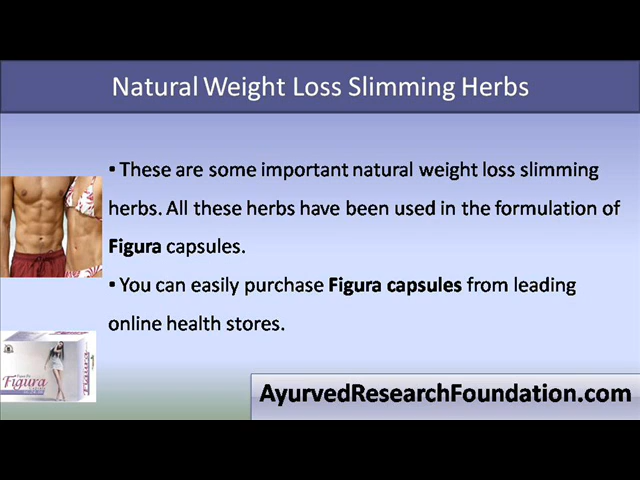 Natural Weight Loss Slimming Herbs
• These are some important natural weight loss slimming
herbs. All these herbs have been used in the formulation of
Figura capsules.
• You can easily purchase Figura capsules from leading
online health stores.
Figura
AyurvedResearchFoundation.com